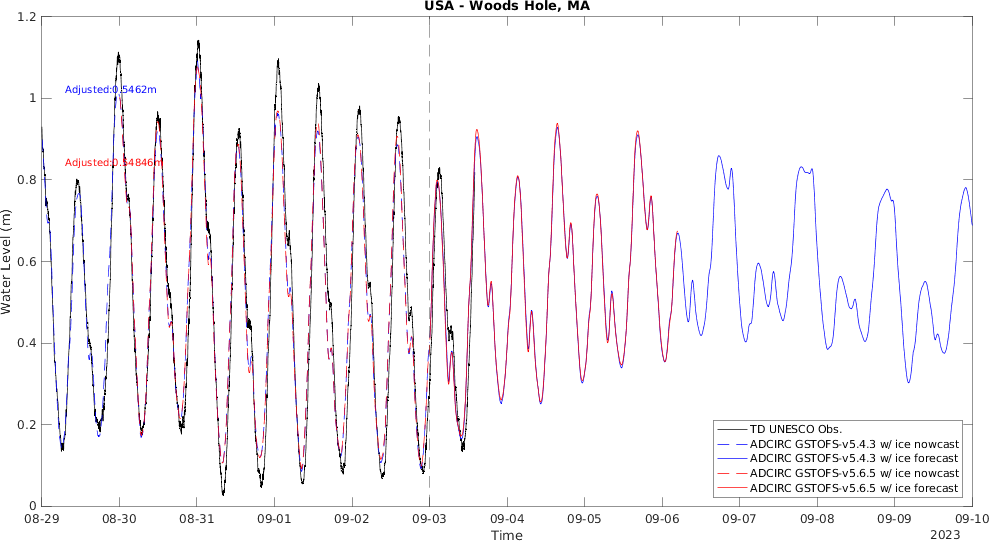 USA - Woods Hole, MA
1.2
1
0.8
0.6
0.4
0.2
0
Water Level (m)
Adjusted:0.5462m
Adjusted:0.54846m
TD UNESCO Obs.
ADCIRC GSTOFS-v5.4.3 w/ ice nowcast
ADCIRC GSTOFS-v5.4.3 w/ ice forecast
ADCIRC GSTOFS-v5.6.5 w/ ice nowcast
ADCIRC GSTOFS-v5.6.5 w/ ice forecast
08-29 08-30 08-31 09-01 09-02 09-03 09-04 09-05 09-06 09-07 09-08 09-09 09-10
Time
2023